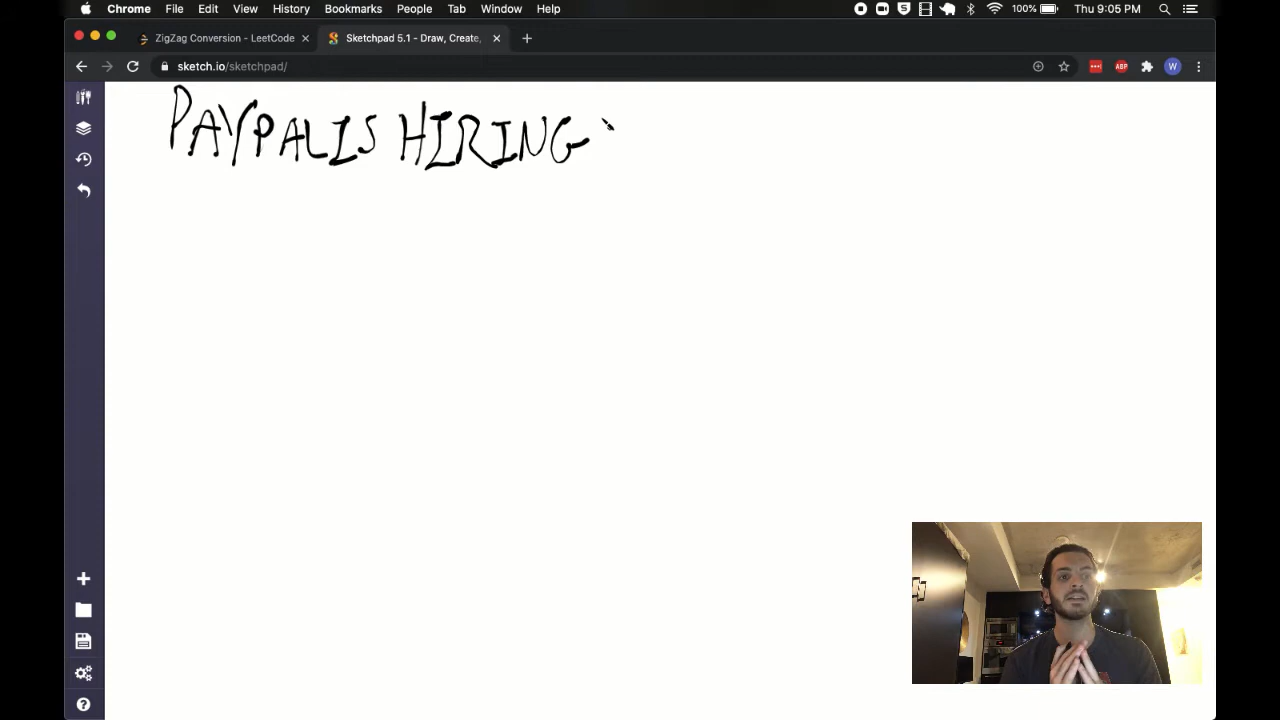 Chrome File Edit View History Bookmarks People Tab Window Help 100% Thu 9:05 PM
ZigZag Conversion - LeetCode Sketchpad 5.1 - Draw, Create,
sketch.io/sketchpad/ ABP W
PAYPALIS HIRING